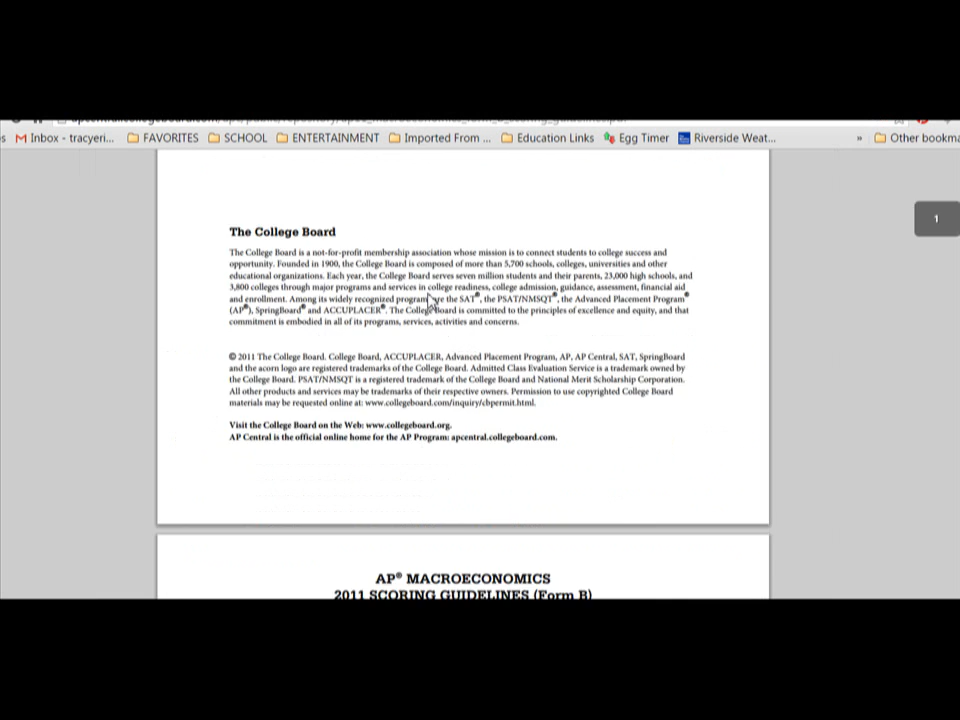 s Inbox - tracyeri... FAVORITES SCHOOL ENTERTAINMENT Imported From ... Education Links Egg Timer Riverside Weat... » Other bookma
1
The College Board
The College Board is a not-for-profit membership association whose mission is to connect students to college success and
opportunity. Founded in 1900, the College Board is composed of more than 5,700 schools, colleges, universities and other
educational organizations. Each year, the College Board serves seven million students and their parents, 23,000 high schools, and
3,800 colleges through major programs and services in college readiness, college admission, guidance, assessment, financial aid
and enrollment. Among its widely recognized programs are the SAT®, the PSAT/NMSQT®, the Advanced Placement Program®
(AP®), SpringBoard® and ACCUPLACER®. The College Board is committed to the principles of excellence and equity, and that
commitment is embodied in all of its programs, services, activities and concerns.
© 2011 The College Board. College Board, ACCUPLACER, Advanced Placement Program, AP, AP Central, SAT, SpringBoard
and the acorn logo are registered trademarks of the College Board. Admitted Class Evaluation Service is a trademark owned by
the College Board. PSAT/NMSQT is a registered trademark of the College Board and National Merit Scholarship Corporation.
All other products and services may be trademarks of their respective owners. Permission to use copyrighted College Board
materials may be requested online at: www.collegeboard.com/inquiry/cbpermit.html.
Visit the College Board on the Web: www.collegeboard.org.
AP Central is the official online home for the AP Program: apcentral.collegeboard.com.
AP® MACROECONOMICS
2011 SCORING GUIDELINES (Form B)